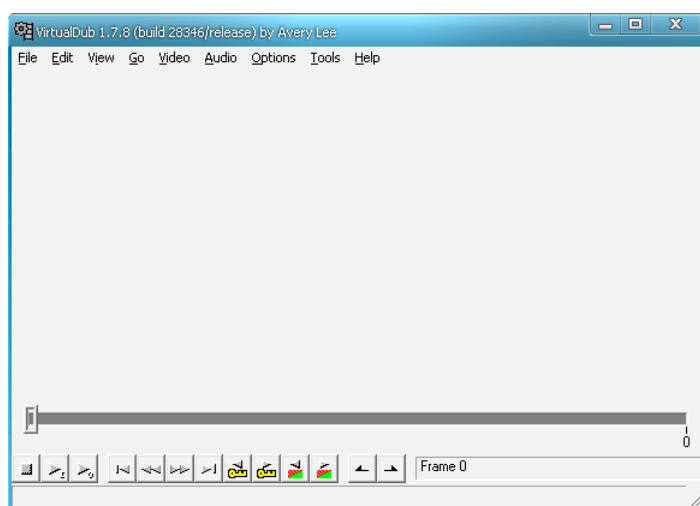 VirtualDub 1.7.8 (build 28346/release) by Avery Lee
File Edit View Go Video Audio Options Tools Help
0
Frame 0